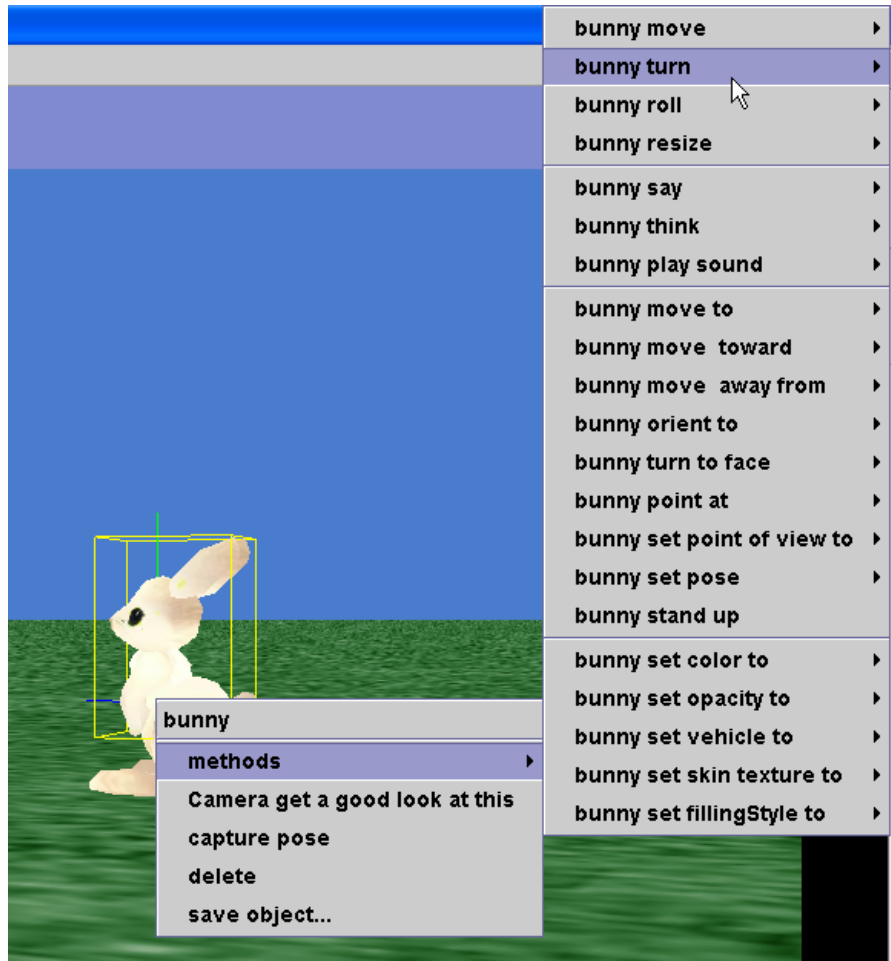 bunny move
bunny turn
bunny roll
bunny resize
bunny say
bunny think
bunny play sound
bunny move to
bunny move  toward
bunny move  away from
bunny orient to
bunny turn to face
bunny point at
bunny set point of view to
bunny set pose
bunny stand up
bunny set color to
bunny set opacity to
bunny set vehicle to
bunny set skin texture to
bunny set fillingStyle to
bunny
methods
Camera get a good look at this
capture pose
delete
save object...